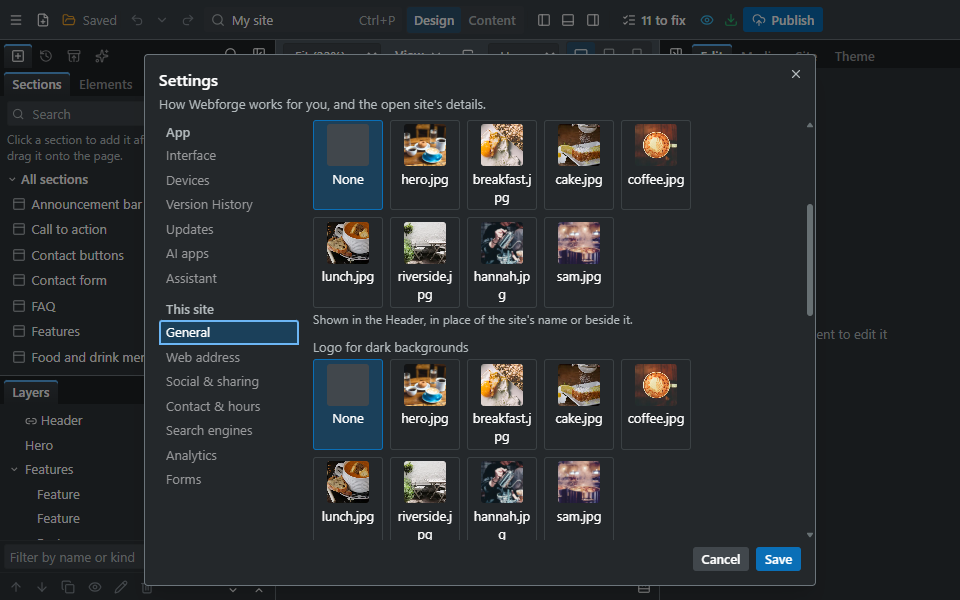 Saved
My site
Ctrl+P
Design
Content
11 to fix
Publish
Sections
Elements
Search
Click a section to add it af
drag it onto the page.
All sections
Announcement bar
Call to action
Contact buttons
Contact form
FAQ
Features
Food and drink mer
Layers
Header
Hero
Features
Feature
Feature
Filter by name or kind
Theme
ent to edit it
Settings
How Webforge works for you, and the open site's details.
App
Interface
Devices
Version History
Updates
AI apps
Assistant
This site
General
Web address
Social & sharing
Contact & hours
Search engines
Analytics
Forms
None
hero.jpg
breakfast.j
pg
cake.jpg
coffee.jpg
lunch.jpg
riverside.j
pg
hannah.jp
g
sam.jpg
Shown in the Header, in place of the site's name or beside it.
Logo for dark backgrounds
None
hero.jpg
breakfast.j
pg
cake.jpg
coffee.jpg
lunch.jpg
riverside.j
pg
hannah.jp
g
sam.jpg
Cancel
Save